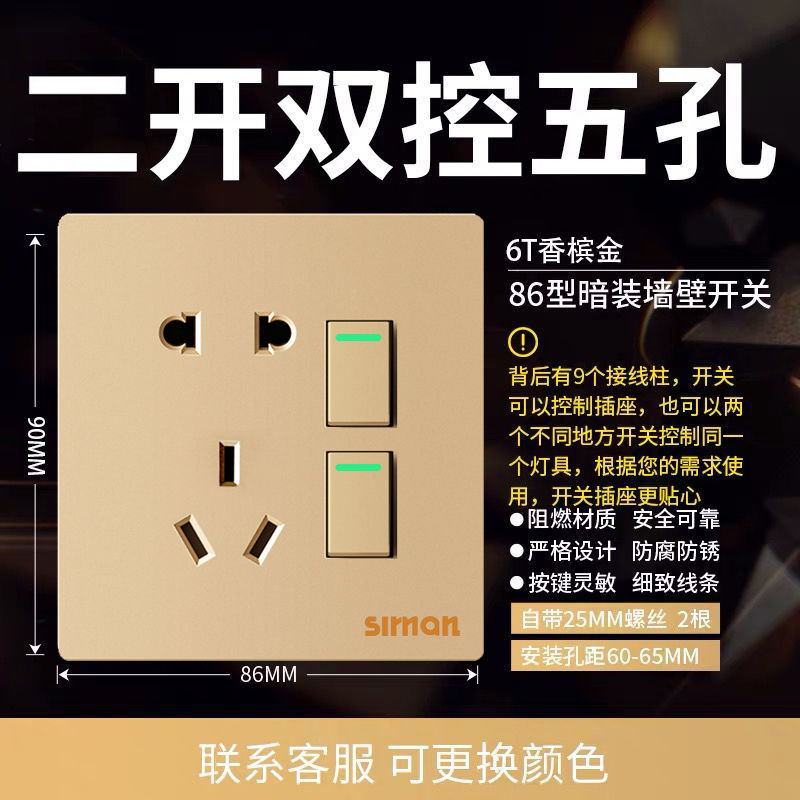 二开双控五孔
6T香槟金
86型暗装墙壁开关
背后有9个接线柱，开关
可以控制插座，也可以两
个不同地方开关控制同一
个灯具，根据您的需求使
用，开关插座更贴心
●阻燃材质 安全可靠
●严格设计 防腐防锈
●按键灵敏 细致线条
自带25MM螺丝 2根
安装孔距60-65MM
90MM
simon
86MM
联系客服 可更换颜色